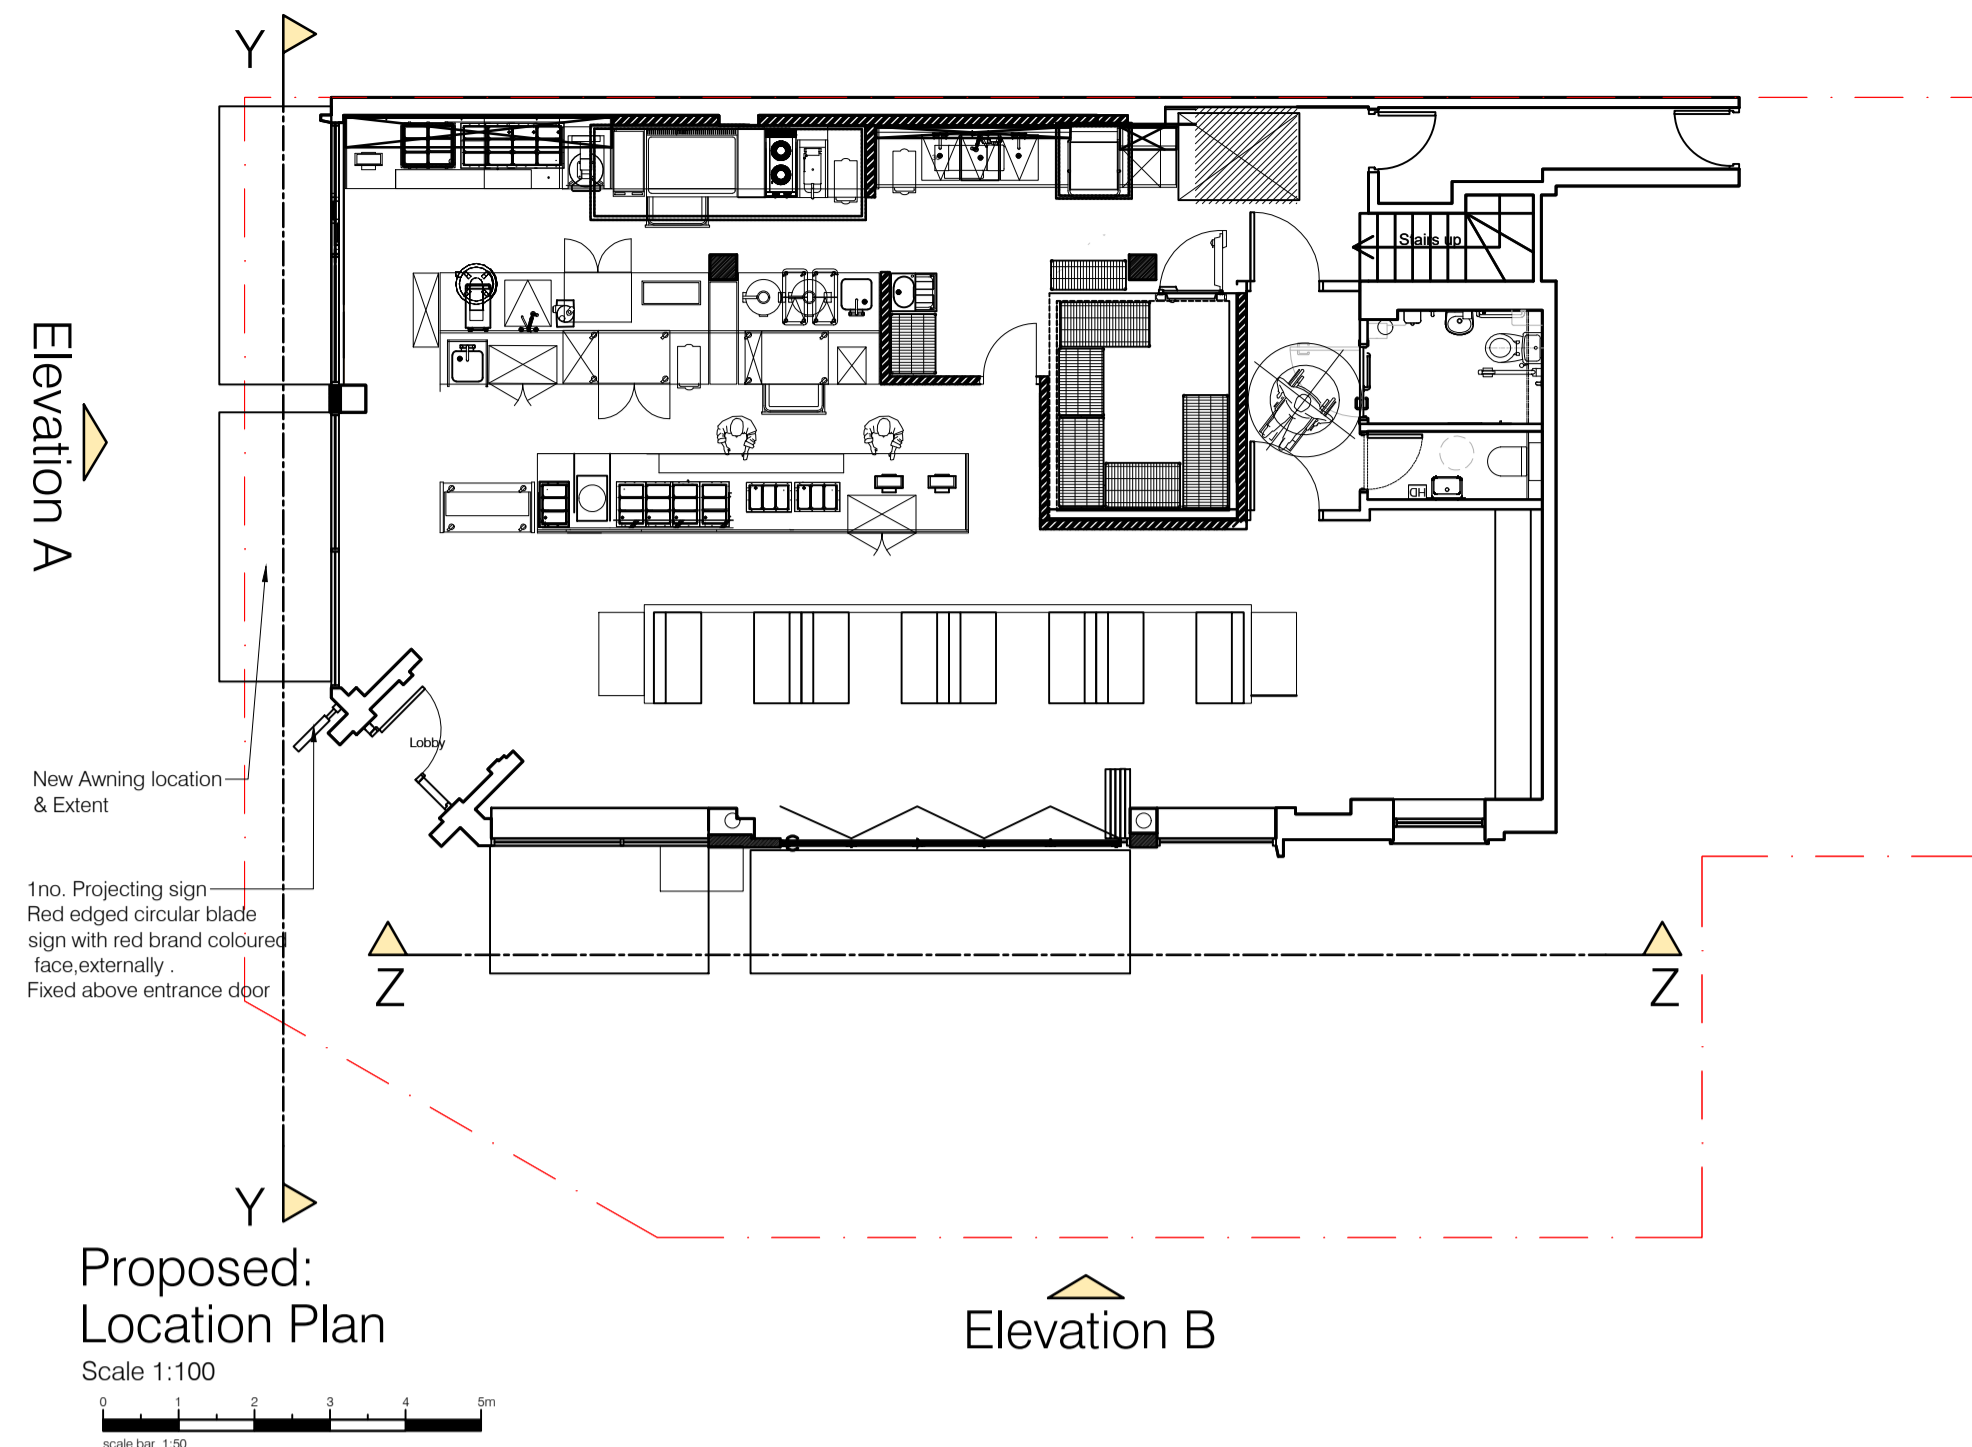 Y
Stairs up
Elevation A
HD
Lobby
New Awning location
& Extent
1no. Projecting sign
Red edged circular blade
sign with red brand coloured
face,externally .
Fixed above entrance door
Z
Z
Y
Proposed:
Location Plan
Scale 1:100
0 1 2 3 4 5m
scale bar 1:50
Elevation B